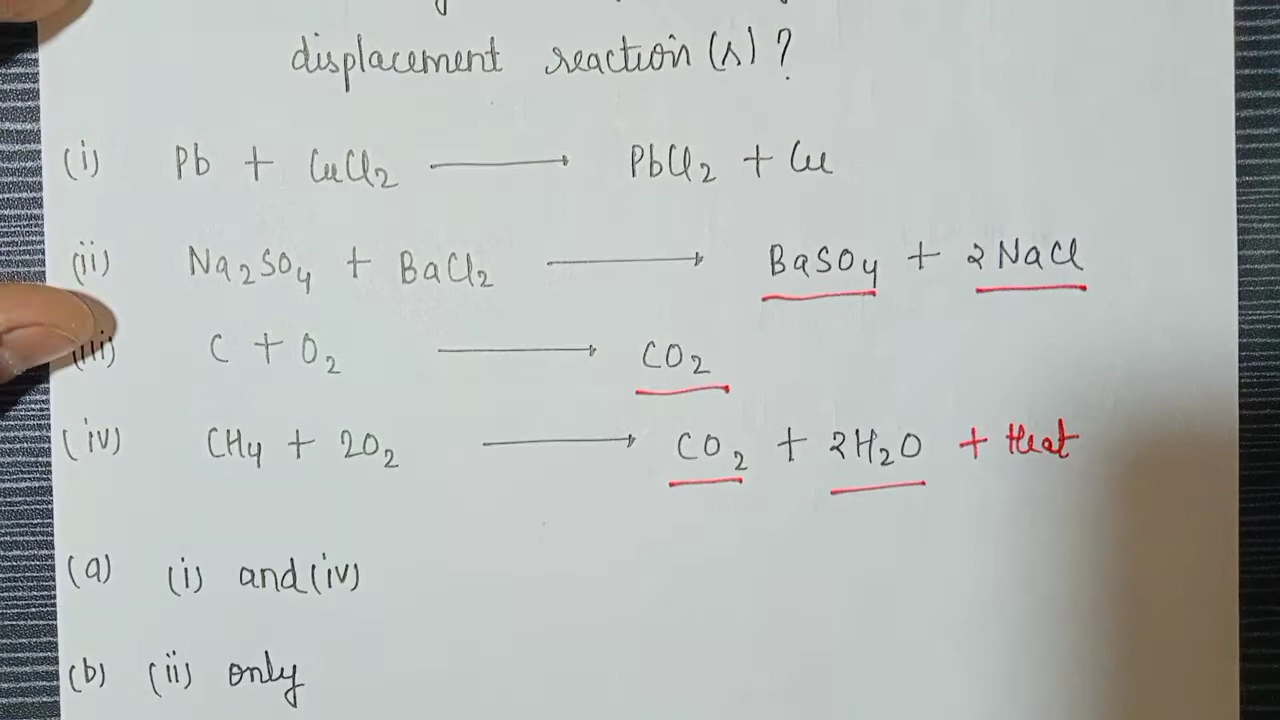 displacement reaction (s) ?
(i) Pb + CuCl2 → PbCl2 + Cu
(ii) Na2SO4 + BaCl2 → BaSO4 + 2NaCl
(iii) C + O2 → CO2
(iv) CH4 + 2O2 → CO2 + 2H2O + Heat
(a) (i) and (iv)
(b) (ii) only